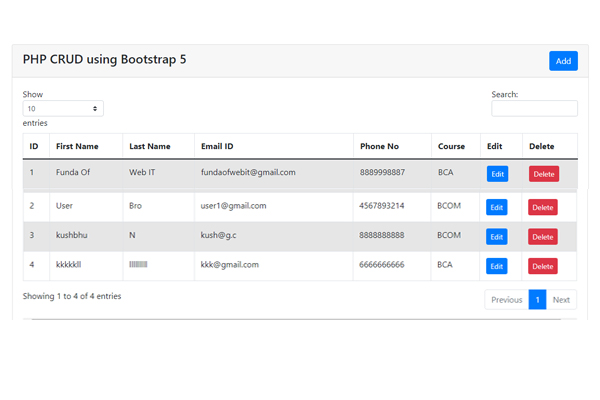 PHP CRUD using Bootstrap 5 Add
Show Search:
10
entries
ID First Name Last Name Email ID Phone No Course Edit Delete
1 Funda Of Web IT fundaofwebit@gmail.com 8889998887 BCA Edit Delete
2 User Bro user1@gmail.com 4567893214 BCOM Edit Delete
3 kushbhu N kush@g.c 8888888888 BCOM Edit Delete
4 kkkkkll kkk@gmail.com 6666666666 BCA Edit Delete
Showing 1 to 4 of 4 entries Previous 1 Next